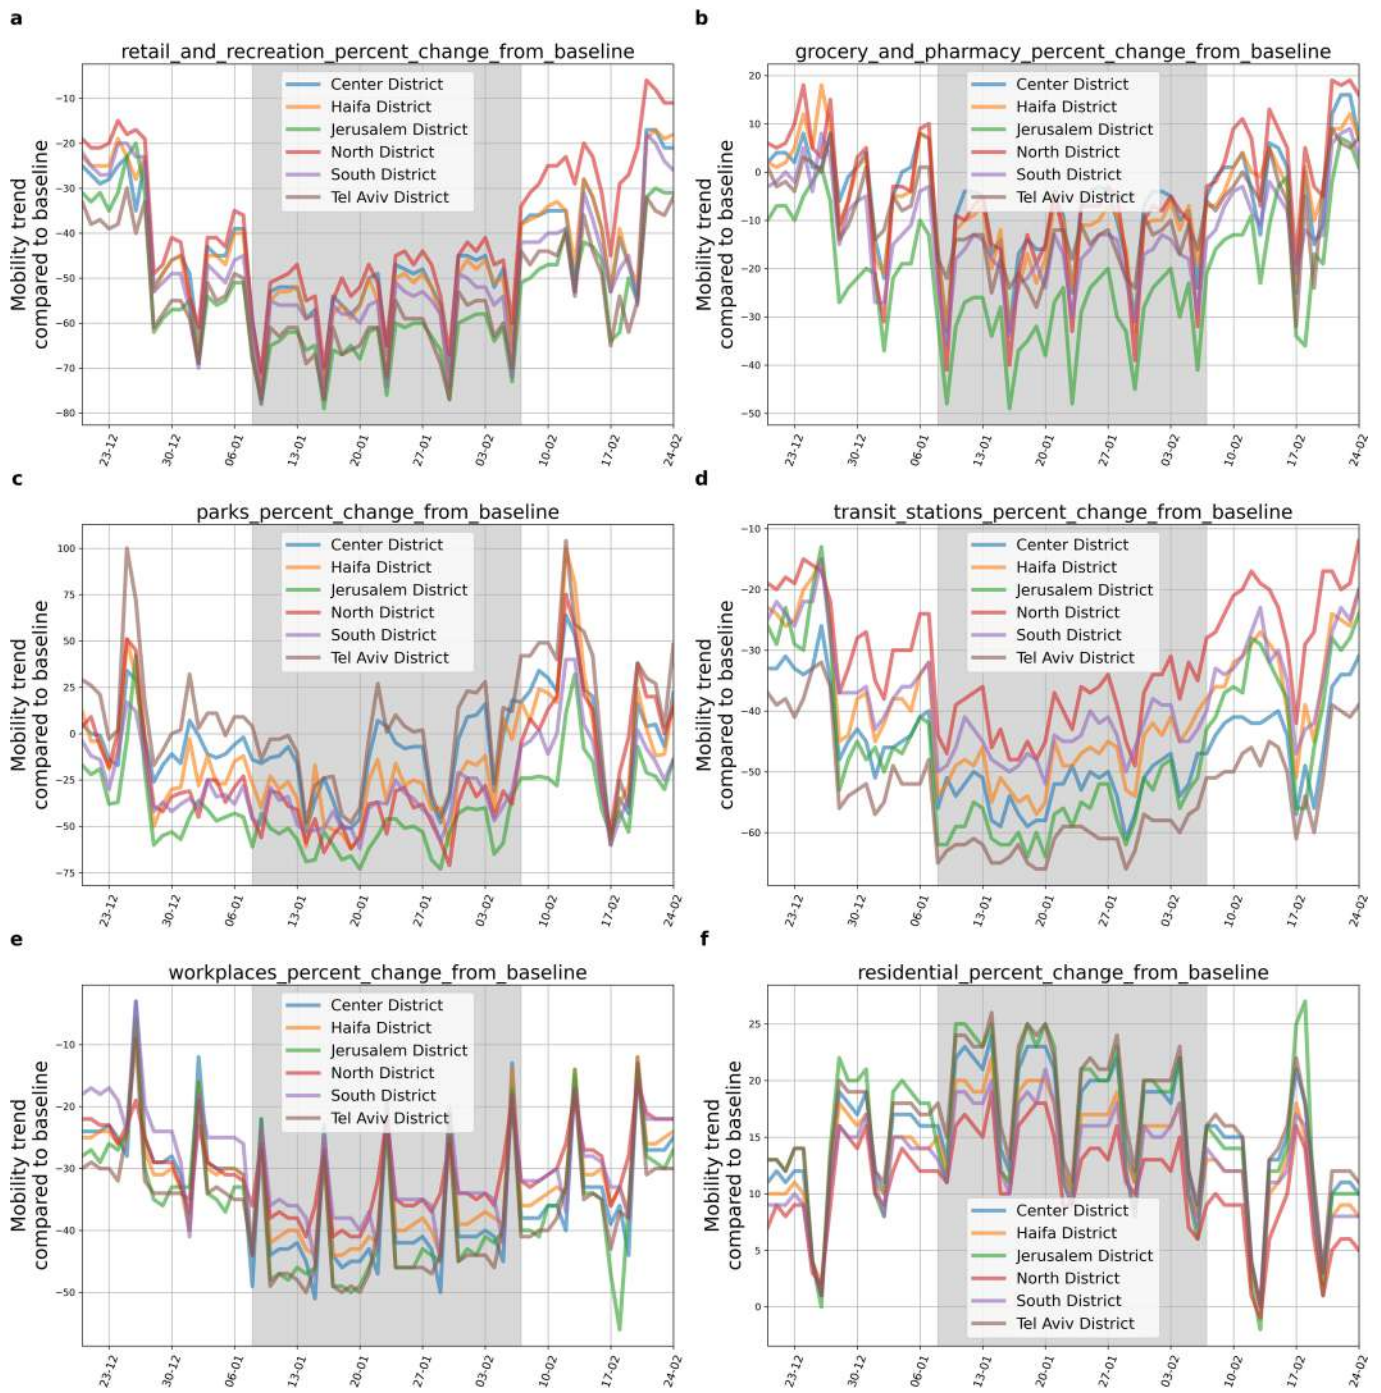 a
retail_and_recreation_percent_change_from_baseline
Mobility trend
compared to baseline
−10
−20
−30
−40
−50
−60
−70
−80
Center District
Haifa District
Jerusalem District
North District
South District
Tel Aviv District
23-12
30-12
06-01
13-01
20-01
27-01
03-02
10-02
17-02
24-02
b
grocery_and_pharmacy_percent_change_from_baseline
Mobility trend
compared to baseline
20
10
0
−10
−20
−30
−40
−50
Center District
Haifa District
Jerusalem District
North District
South District
Tel Aviv District
23-12
30-12
06-01
13-01
20-01
27-01
03-02
10-02
17-02
24-02
c
parks_percent_change_from_baseline
Mobility trend
compared to baseline
100
75
50
25
0
−25
−50
−75
Center District
Haifa District
Jerusalem District
North District
South District
Tel Aviv District
23-12
30-12
06-01
13-01
20-01
27-01
03-02
10-02
17-02
24-02
d
transit_stations_percent_change_from_baseline
Mobility trend
compared to baseline
−10
−20
−30
−40
−50
−60
Center District
Haifa District
Jerusalem District
North District
South District
Tel Aviv District
23-12
30-12
06-01
13-01
20-01
27-01
03-02
10-02
17-02
24-02
e
workplaces_percent_change_from_baseline
Mobility trend
compared to baseline
−10
−20
−30
−40
−50
Center District
Haifa District
Jerusalem District
North District
South District
Tel Aviv District
23-12
30-12
06-01
13-01
20-01
27-01
03-02
10-02
17-02
24-02
f
residential_percent_change_from_baseline
Mobility trend
compared to baseline
25
20
15
10
5
0
Center District
Haifa District
Jerusalem District
North District
South District
Tel Aviv District
23-12
30-12
06-01
13-01
20-01
27-01
03-02
10-02
17-02
24-02